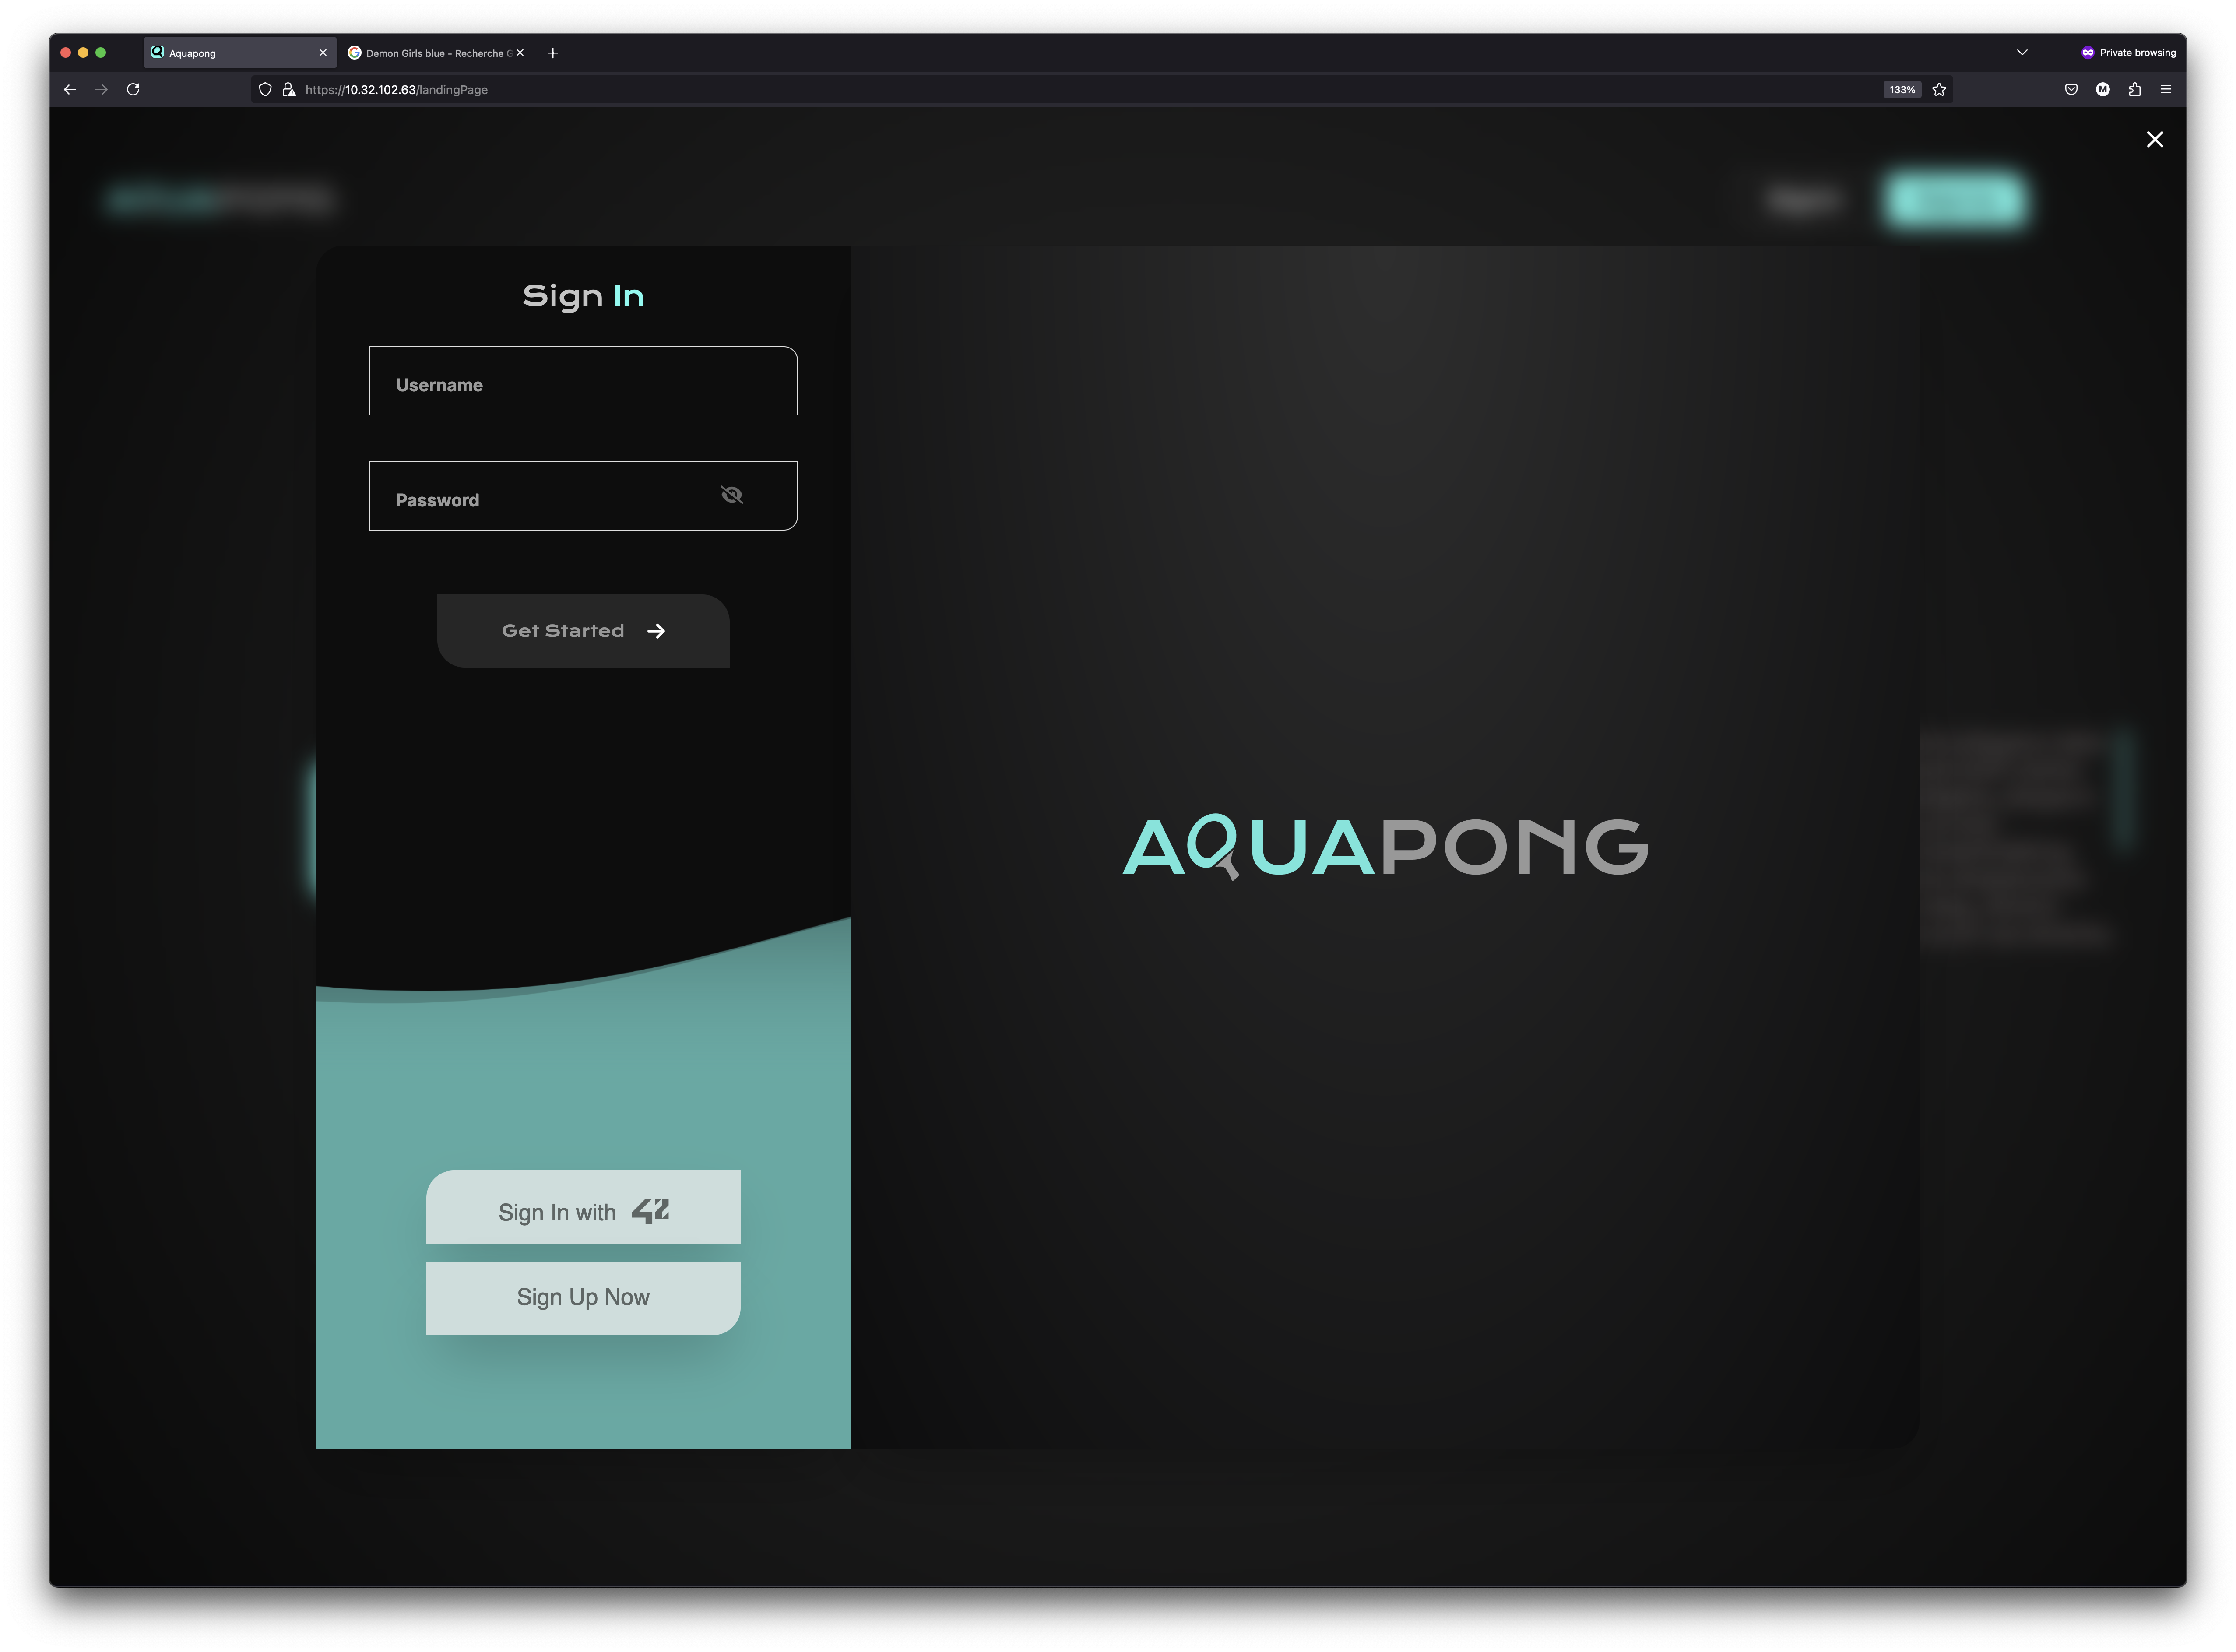 Aquapong
Demon Girls blue - Recherche G
Private browsing
https://10.32.102.63/landingPage
133%
M
Sign In
Username
Password
Get Started
AQUAPONG
Sign In with 42
Sign Up Now